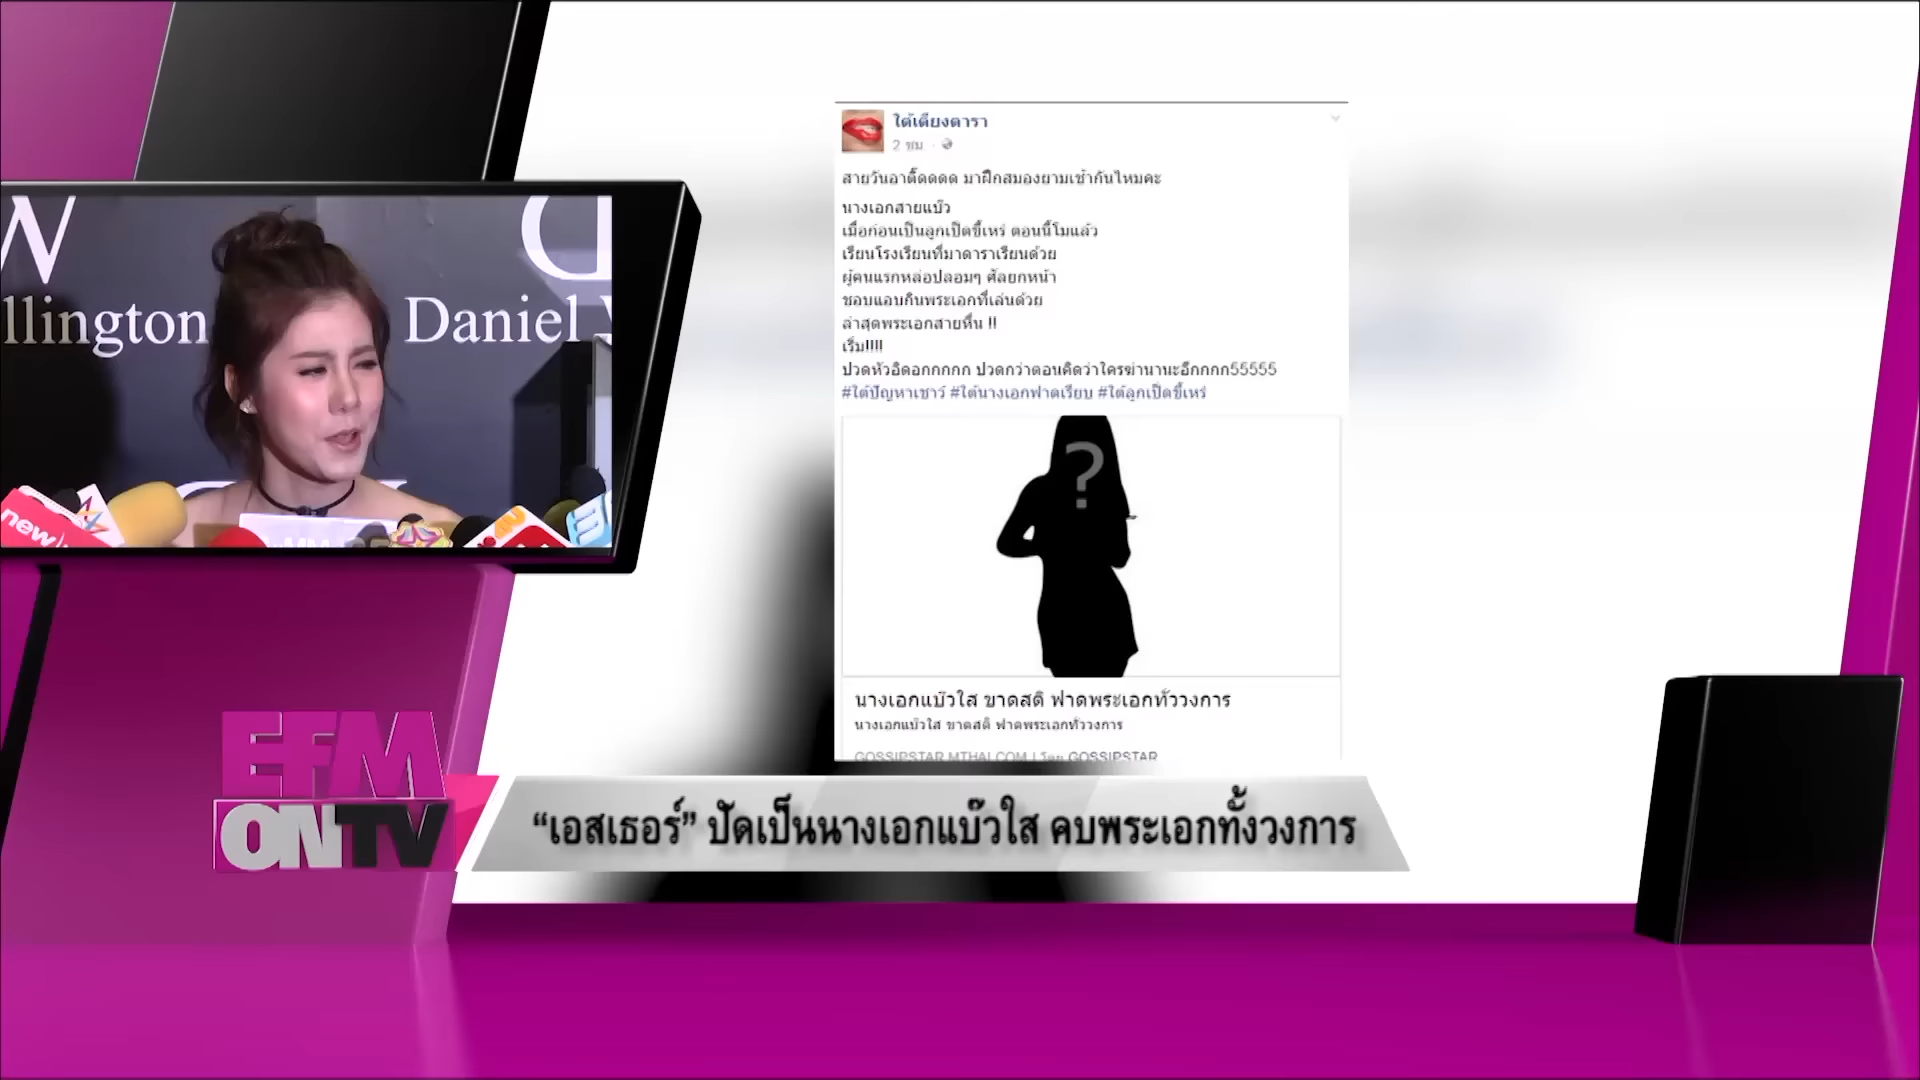 W D
llington Daniel
new
ใต้เตียงดารา
2 ชม.
สายวันอาติ๊ดดดด มาฝึกสมองยามเช้ากันไหมคะ
นางเอกสายแบ๊ว
เมื่อก่อนเป็นลูกเป็ดขี้เหร่ ตอนนี้โมแล้ว
เรียนโรงเรียนที่มาดาราเรียนด้วย
ผู้คนแรกหล่อปลอมๆ ศัลยกหน้า
ชอบแอบกินพระเอกที่เล่นด้วย
ล่าสุดพระเอกสายหื่น !!
เริ่ม!!!!
ปวดหัวอีดอกกกกก ปวดกว่าตอนคิดว่าใครฆ่านานะอีกกกก55555
#ใต้ปัญหาเชาว์ #ใต้นางเอกฟาดเรียบ #ใต้ลูกเป็ดขี้เหร่
?
นางเอกแบ๊วใส ขาดสติ ฟาดพระเอกทั่ววงการ
นางเอกแบ๊วใส ขาดสติ ฟาดพระเอกทั่ววงการ
GOSSIPSTAR.MTHAI.COM | โดย GOSSIPSTAR
EFM
ON TV
“เอสเธอร์” ปัดเป็นนางเอกแบ๊วใส คบพระเอกทั้งวงการ